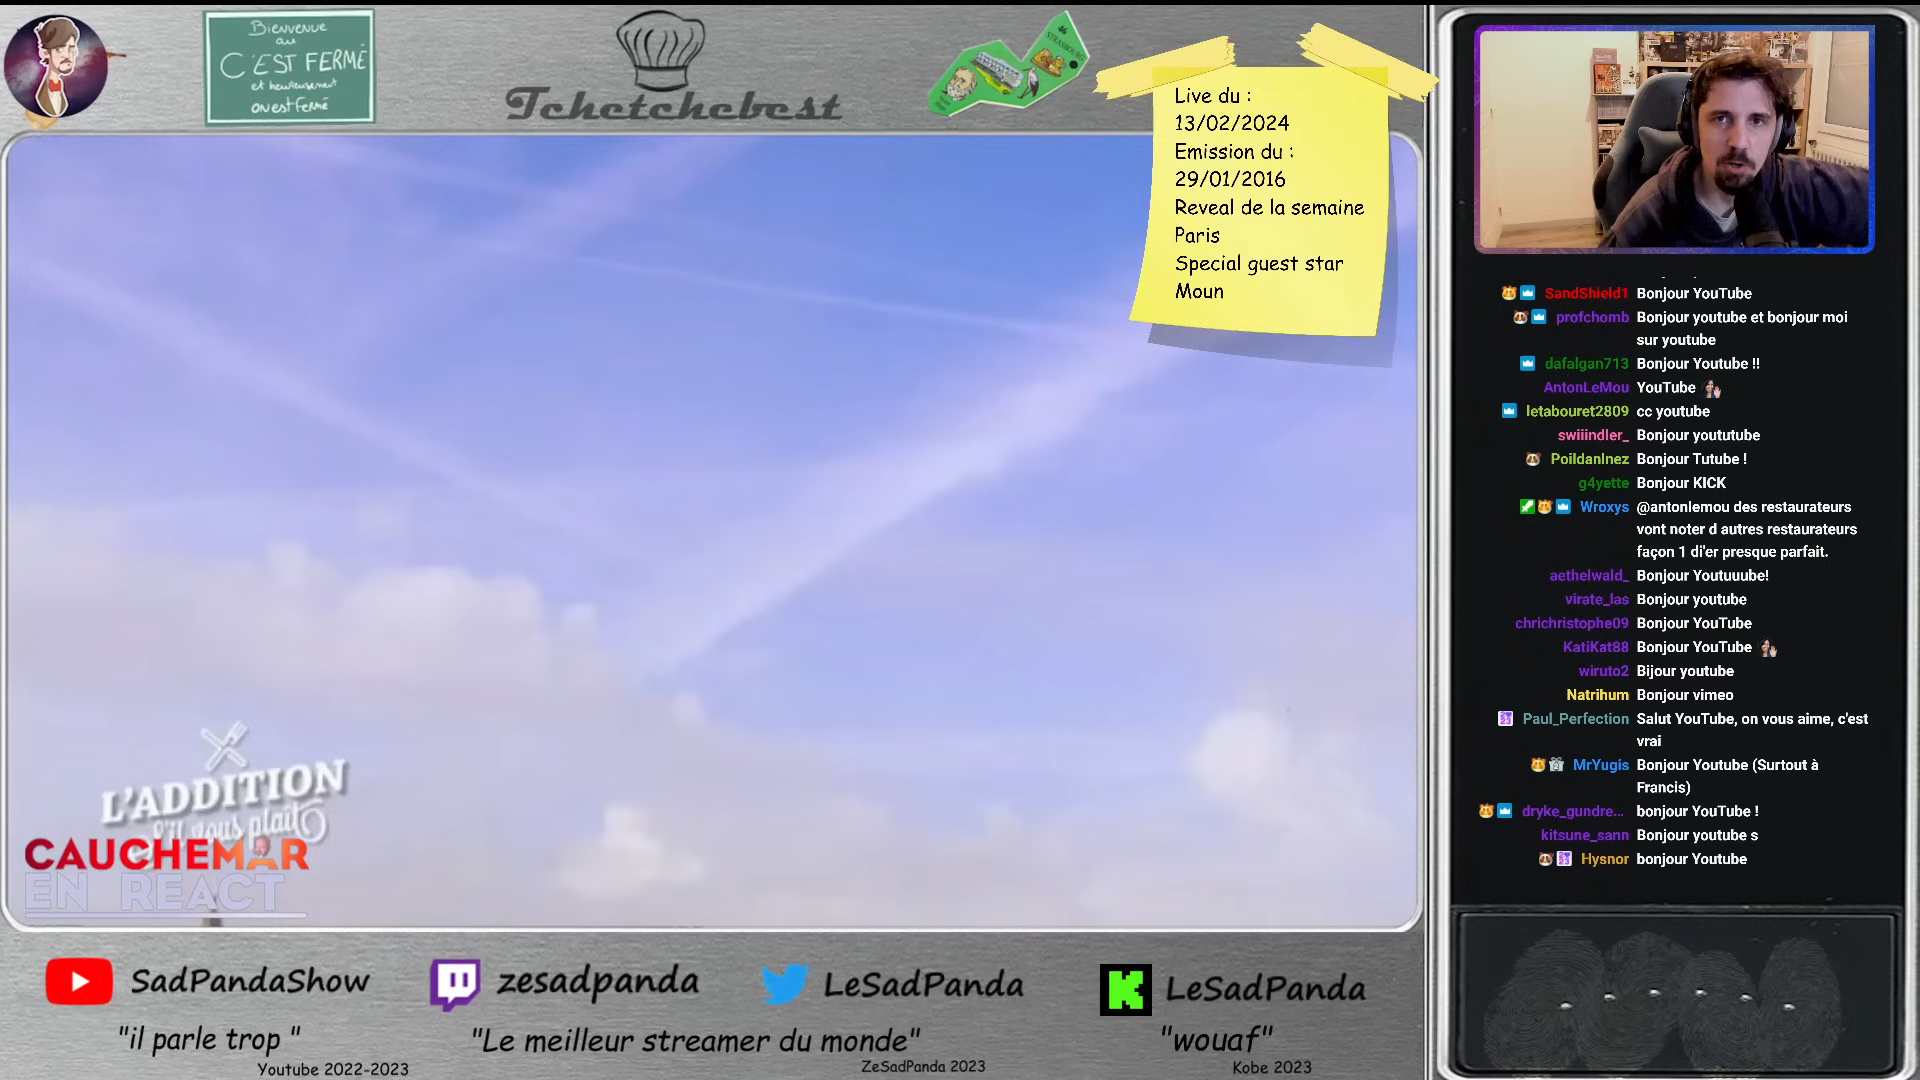 Bienvenue
au
C'EST FERMÉ
et heureusement
on est fermé
Tchetchebest
46
STRASBOURG
Live du :
13/02/2024
Emission du :
29/01/2016
Reveal de la semaine
Paris
Special guest star
Moun
L'ADDITION
s'il vous plaît
CAUCHEMAR
EN REACT
SadPandaShow
"il parle trop "
Youtube 2022-2023
zesadpanda
LeSadPanda
"Le meilleur streamer du monde"
ZeSadPanda 2023
LeSadPanda
"wouaf"
Kobe 2023
SandShield1 Bonjour YouTube
profchomb Bonjour youtube et bonjour moi
sur youtube
dafalgan713 Bonjour Youtube !!
AntonLeMou YouTube
letabouret2809 cc youtube
swiiindler_ Bonjour yoututube
PoildanInez Bonjour Tutube !
g4yette Bonjour KICK
Wroxys @antonlemou des restaurateurs
vont noter d autres restaurateurs
façon 1 di'er presque parfait.
aethelwald_ Bonjour Youtuuube!
virate_las Bonjour youtube
chrichristophe09 Bonjour YouTube
KatiKat88 Bonjour YouTube
wiruto2 Bijour youtube
Natrihum Bonjour vimeo
Paul_Perfection Salut YouTube, on vous aime, c'est
vrai
MrYugis Bonjour Youtube (Surtout à
Francis)
dryke_gundre... bonjour YouTube !
kitsune_sann Bonjour youtube s
Hysnor bonjour Youtube